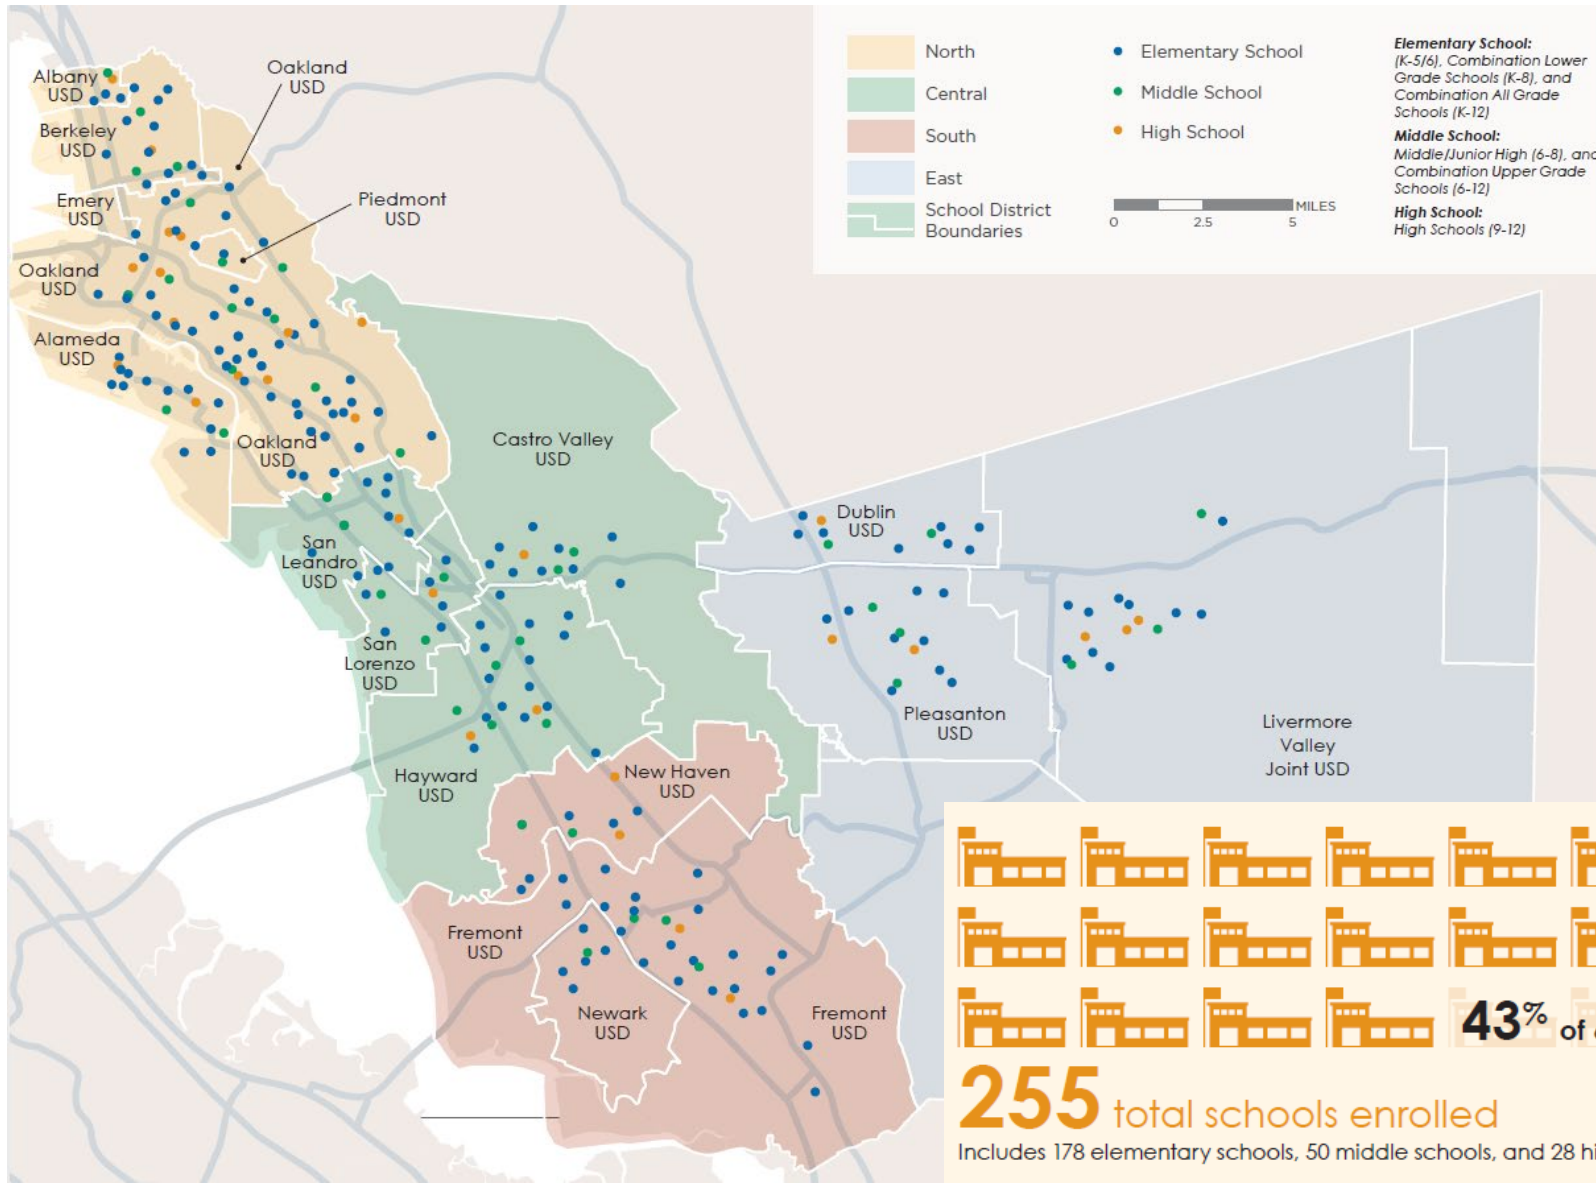 North
Central
South
East
School District
Boundaries
Elementary School
Middle School
High School
MILES
0
2.5
5
Elementary School:
(K-5/6), Combination Lower
Grade Schools (K-8), and
Combination All Grade
Schools (K-12)
Middle School:
Middle/Junior High (6-8), and
Combination Upper Grade
Schools (6-12)
High School:
High Schools (9-12)
Albany
USD
Oakland
USD
Berkeley
USD
Emery
USD
Piedmont
USD
Oakland
USD
Alameda
USD
Oakland
USD
Castro Valley
USD
San
Leandro
USD
Dublin
USD
San
Lorenzo
USD
Pleasanton
USD
Livermore
Valley
Joint USD
Hayward
USD
New Haven
USD
Fremont
USD
Newark
USD
Fremont
USD
43% of
255 total schools enrolled
Includes 178 elementary schools, 50 middle schools, and 28 hi